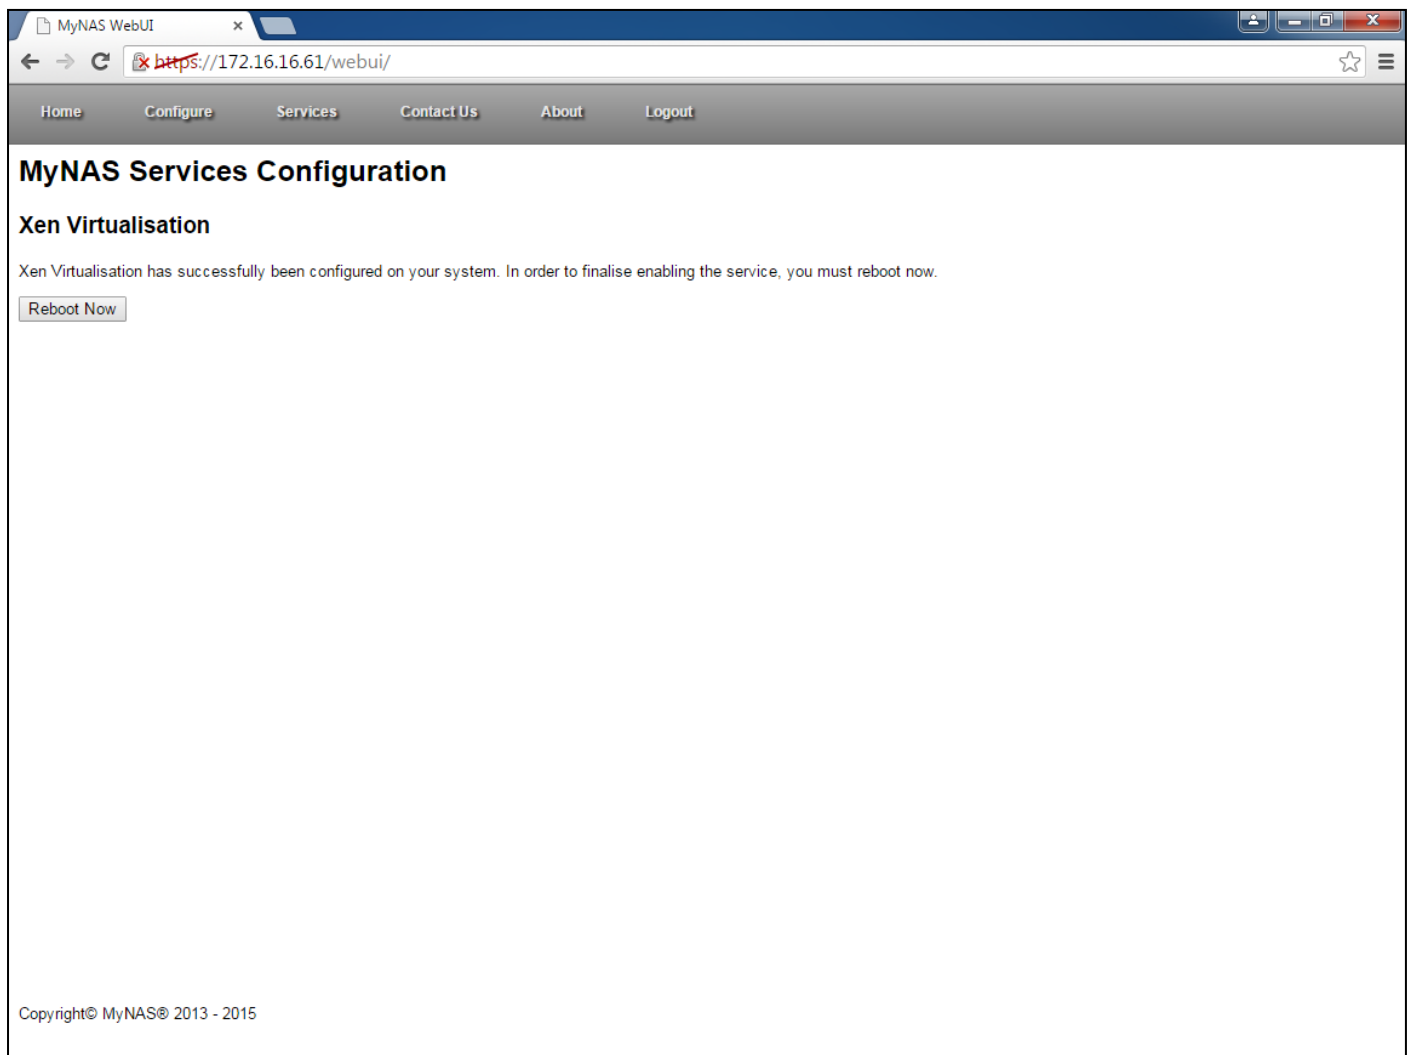 MyNAS WebUI
https://172.16.16.61/webui/
Home Configure Services Contact Us About Logout
MyNAS Services Configuration
Xen Virtualisation
Xen Virtualisation has successfully been configured on your system. In order to finalise enabling the service, you must reboot now.
Reboot Now
Copyright© MyNAS® 2013 - 2015